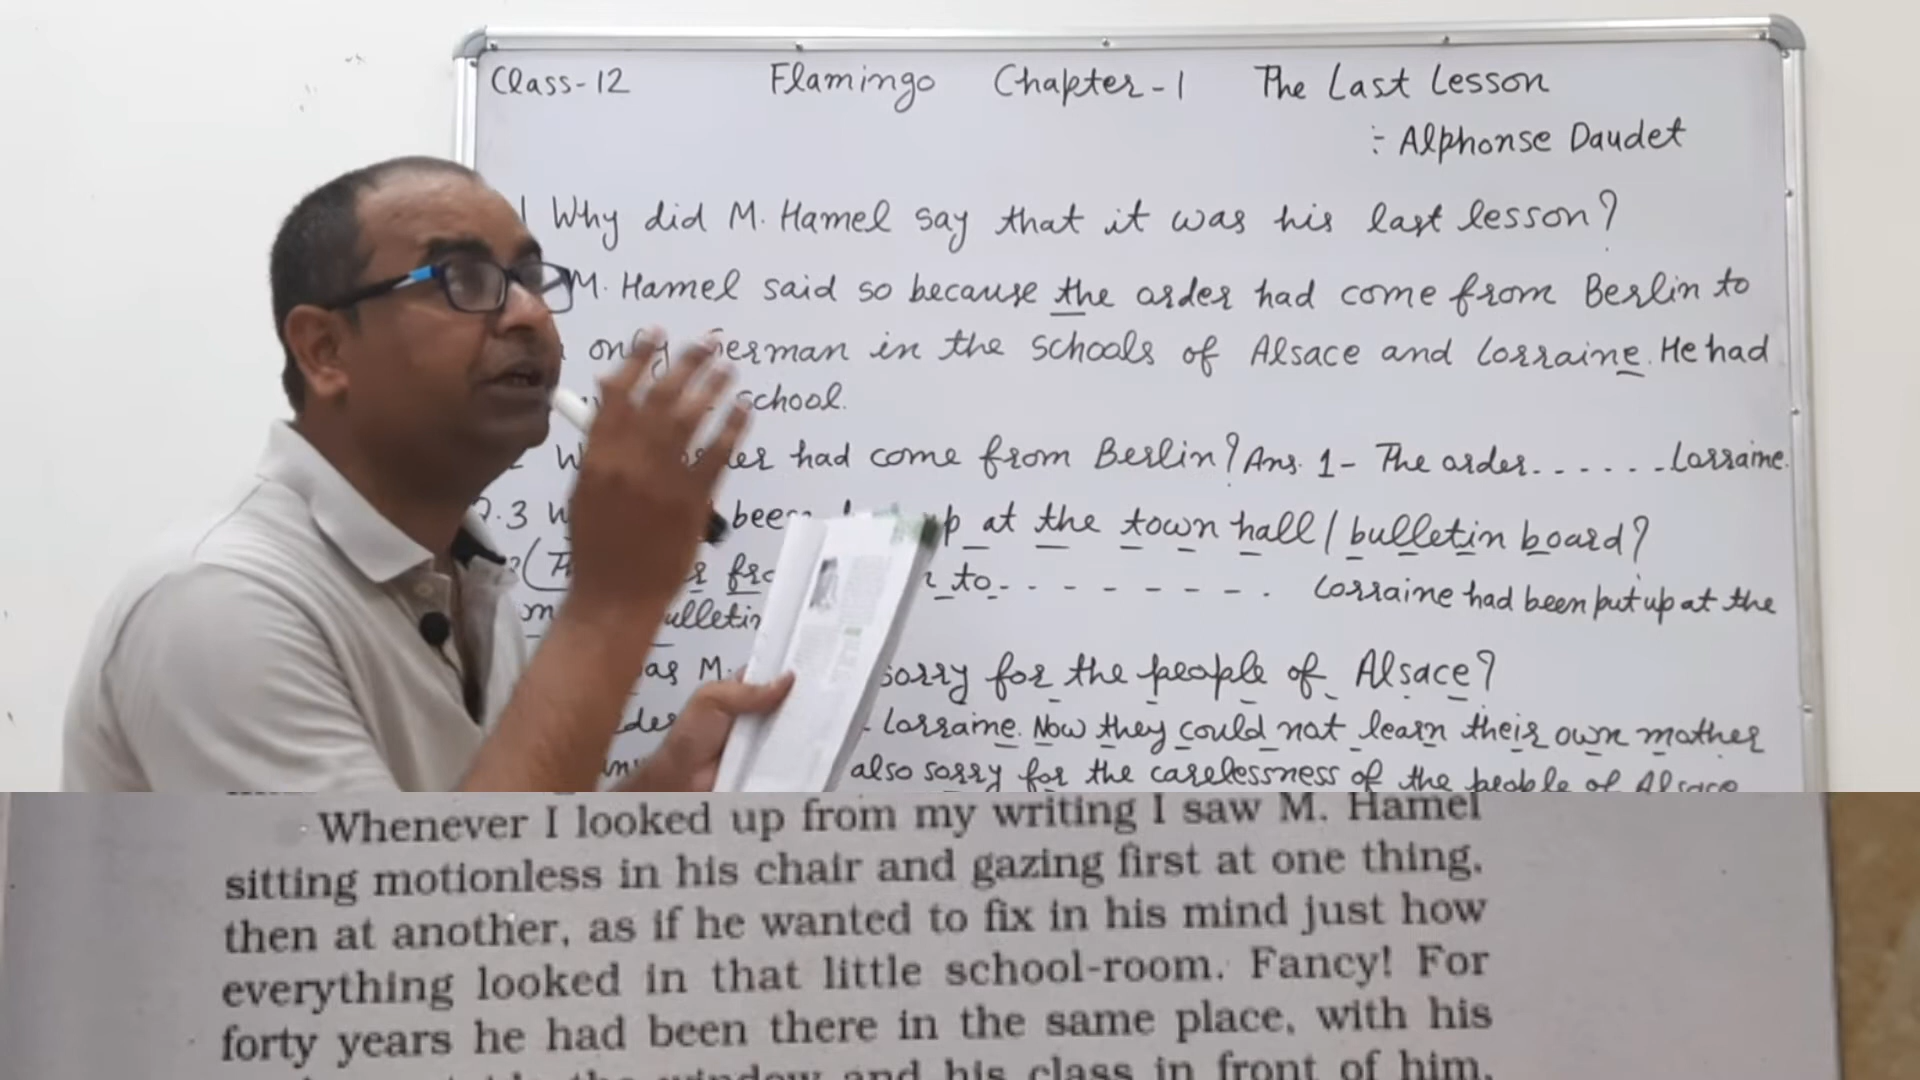 Class-12 Flamingo Chapter-1 The Last Lesson
:- Alphonse Daudet
Why did M. Hamel say that it was his last lesson?
M. Hamel said so because the order had come from Berlin to
only German in the schools of Alsace and Lorraine. He had
school.
had come from Berlin? Ans. 1- The order. . . . . . Lorraine.
Q.3 been up at the town hall / bulletin board?
to - - - - - - - - . Lorraine had been put up at the
M. sorry for the people of Alsace?
Lorraine. Now they could not learn their own mother
also sorry for the carelessness of the people of Alsace
Whenever I looked up from my writing I saw M. Hamel
sitting motionless in his chair and gazing first at one thing,
then at another, as if he wanted to fix in his mind just how
everything looked in that little school-room. Fancy! For
forty years he had been there in the same place, with his
window and his class in front of him.